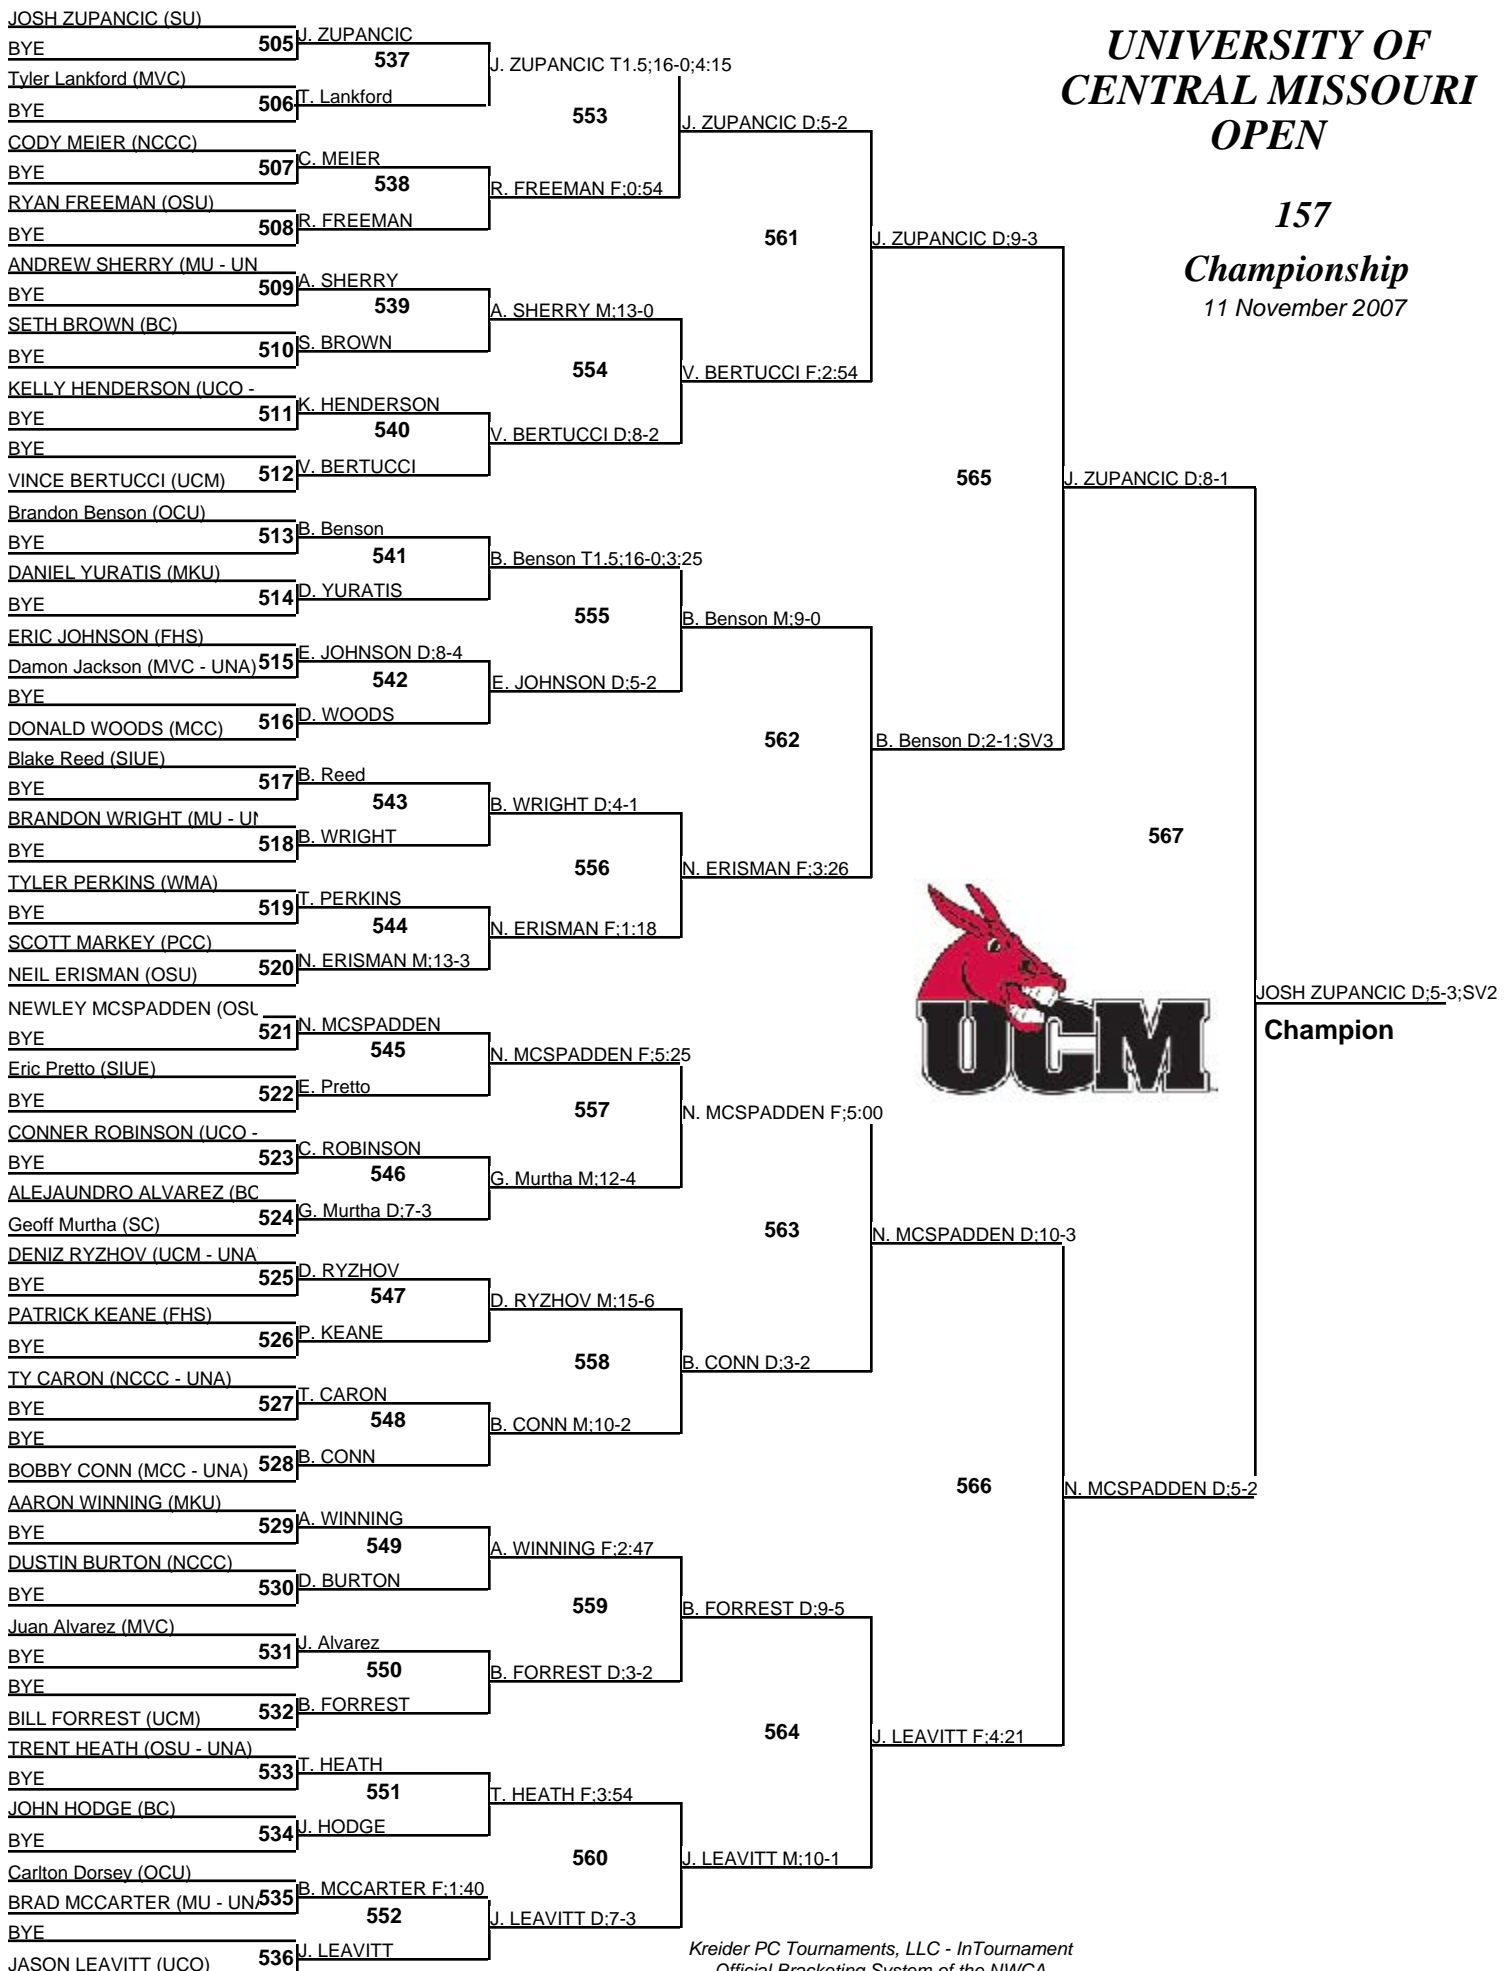 UNIVERSITY OF
CENTRAL MISSOURI
OPEN
157
Championship
11 November 2007
JOSH ZUPANCIC (SU)
BYE
505
Tyler Lankford (MVC)
BYE
506
CODY MEIER (NCCC)
BYE
507
RYAN FREEMAN (OSU)
BYE
508
ANDREW SHERRY (MU - UN
BYE
509
SETH BROWN (BC)
BYE
510
KELLY HENDERSON (UCO -
BYE
511
BYE
VINCE BERTUCCI (UCM)
512
Brandon Benson (OCU)
BYE
513
DANIEL YURATIS (MKU)
BYE
514
ERIC JOHNSON (FHS)
Damon Jackson (MVC - UNA)
515
BYE
DONALD WOODS (MCC)
516
Blake Reed (SIUE)
BYE
517
BRANDON WRIGHT (MU - UN
BYE
518
TYLER PERKINS (WMA)
BYE
519
SCOTT MARKEY (PCC)
NEIL ERISMAN (OSU)
520
NEWLEY MCSPADDEN (OSU
BYE
521
Eric Pretto (SIUE)
BYE
522
CONNER ROBINSON (UCO -
BYE
523
ALEJAUNDRO ALVAREZ (BC
Geoff Murtha (SC)
524
DENIZ RYZHOV (UCM - UNA
BYE
525
PATRICK KEANE (FHS)
BYE
526
TY CARON (NCCC - UNA)
BYE
527
BYE
BOBBY CONN (MCC - UNA)
528
AARON WINNING (MKU)
BYE
529
DUSTIN BURTON (NCCC)
BYE
530
Juan Alvarez (MVC)
BYE
531
BYE
BILL FORREST (UCM)
532
TRENT HEATH (OSU - UNA)
BYE
533
JOHN HODGE (BC)
BYE
534
Carlton Dorsey (OCU)
BRAD MCCARTER (MU - UNA
535
BYE
JASON LEAVITT (UCO)
536
J. ZUPANCIC
537
T. Lankford
C. MEIER
538
R. FREEMAN
A. SHERRY
539
S. BROWN
K. HENDERSON
540
V. BERTUCCI
B. Benson
541
D. YURATIS
E. JOHNSON D;8-4
542
D. WOODS
B. Reed
543
B. WRIGHT
T. PERKINS
544
N. ERISMAN M;13-3
N. MCSPADDEN
545
E. Pretto
C. ROBINSON
546
G. Murtha D;7-3
D. RYZHOV
547
P. KEANE
T. CARON
548
B. CONN
A. WINNING
549
D. BURTON
J. Alvarez
550
B. FORREST
T. HEATH
551
J. HODGE
B. MCCARTER F;1:40
552
J. LEAVITT
J. ZUPANCIC T1.5;16-0;4:15
553
R. FREEMAN F;0:54
A. SHERRY M;13-0
554
V. BERTUCCI D;8-2
B. Benson T1.5;16-0;3:25
555
E. JOHNSON D;5-2
B. WRIGHT D;4-1
556
N. ERISMAN F;1:18
N. MCSPADDEN F;5:25
557
G. Murtha M;12-4
D. RYZHOV M;15-6
558
B. CONN M;10-2
A. WINNING F;2:47
559
B. FORREST D;3-2
T. HEATH F;3:54
560
J. LEAVITT D;7-3
J. ZUPANCIC D;5-2
561
V. BERTUCCI F;2:54
B. Benson M;9-0
562
N. ERISMAN F;3:26
N. MCSPADDEN F;5:00
563
B. CONN D;3-2
B. FORREST D;9-5
564
J. LEAVITT M;10-1
J. ZUPANCIC D;9-3
565
B. Benson D;2-1;SV3
N. MCSPADDEN D;10-3
566
J. LEAVITT F;4:21
J. ZUPANCIC D;8-1
567
N. MCSPADDEN D;5-2
JOSH ZUPANCIC D;5-3;SV2
Champion
UCM
Kreider PC Tournaments, LLC - InTournament
Official Bracketing System of the NWCA